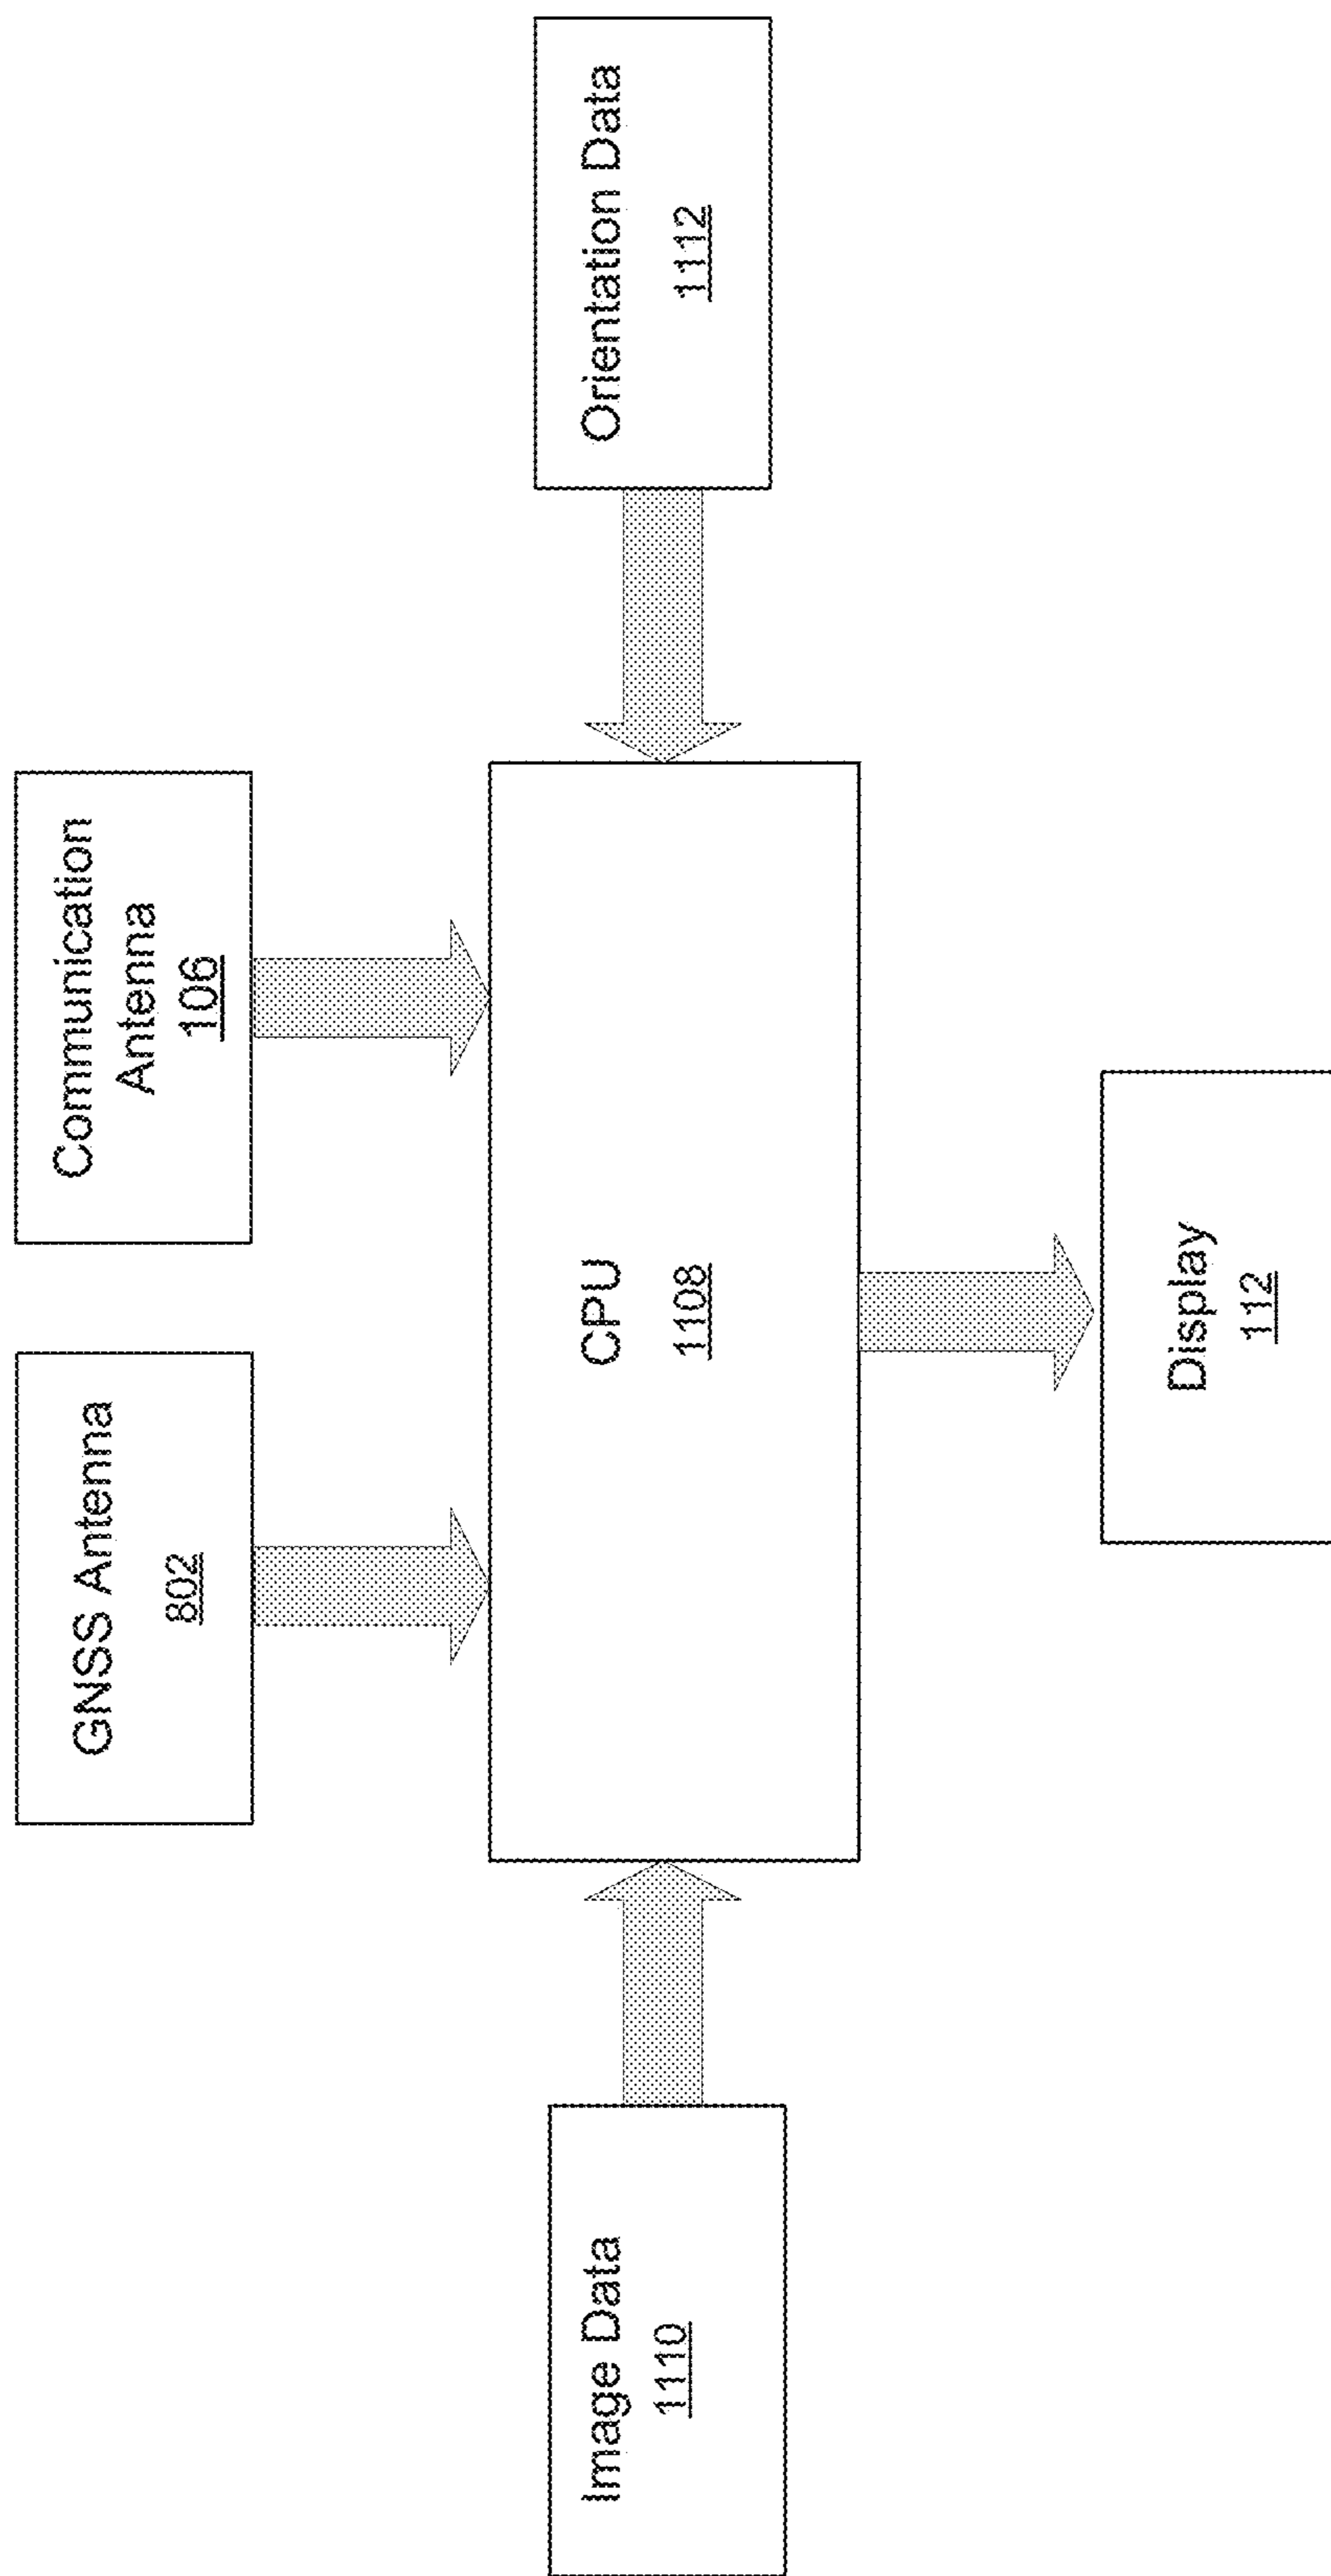 GNSS Antenna
802
Communication
Antenna
106
Image Data
1110
CPU
1108
Orientation Data
1112
Display
112